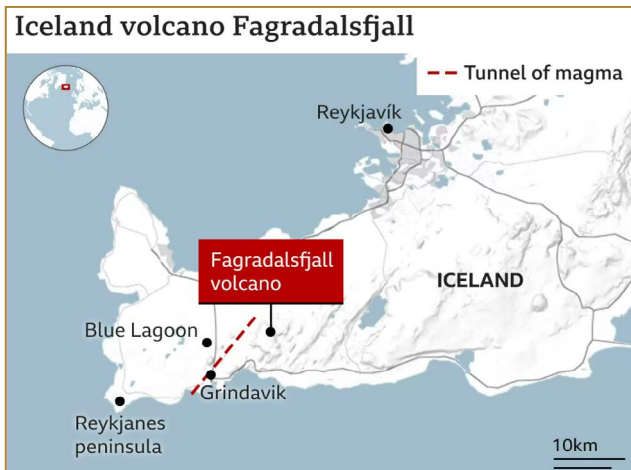 Iceland volcano Fagradalsfjall
Tunnel of magma
Reykjavík
Fagradalsfjall
volcano
ICELAND
Blue Lagoon
Grindavik
Reykjanes
peninsula
10km